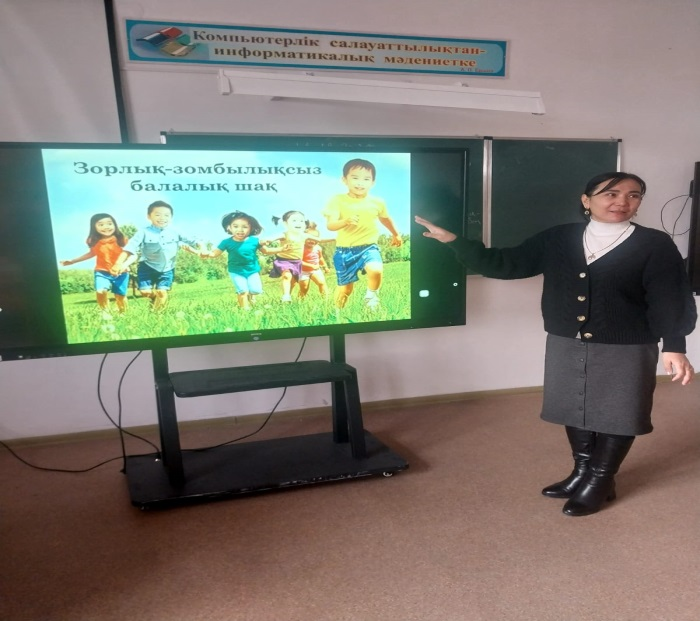 Компьютерлік салауаттылықтан-
информатикалық мәдениетке
Зорлық-зомбылықсыз
балалық шақ